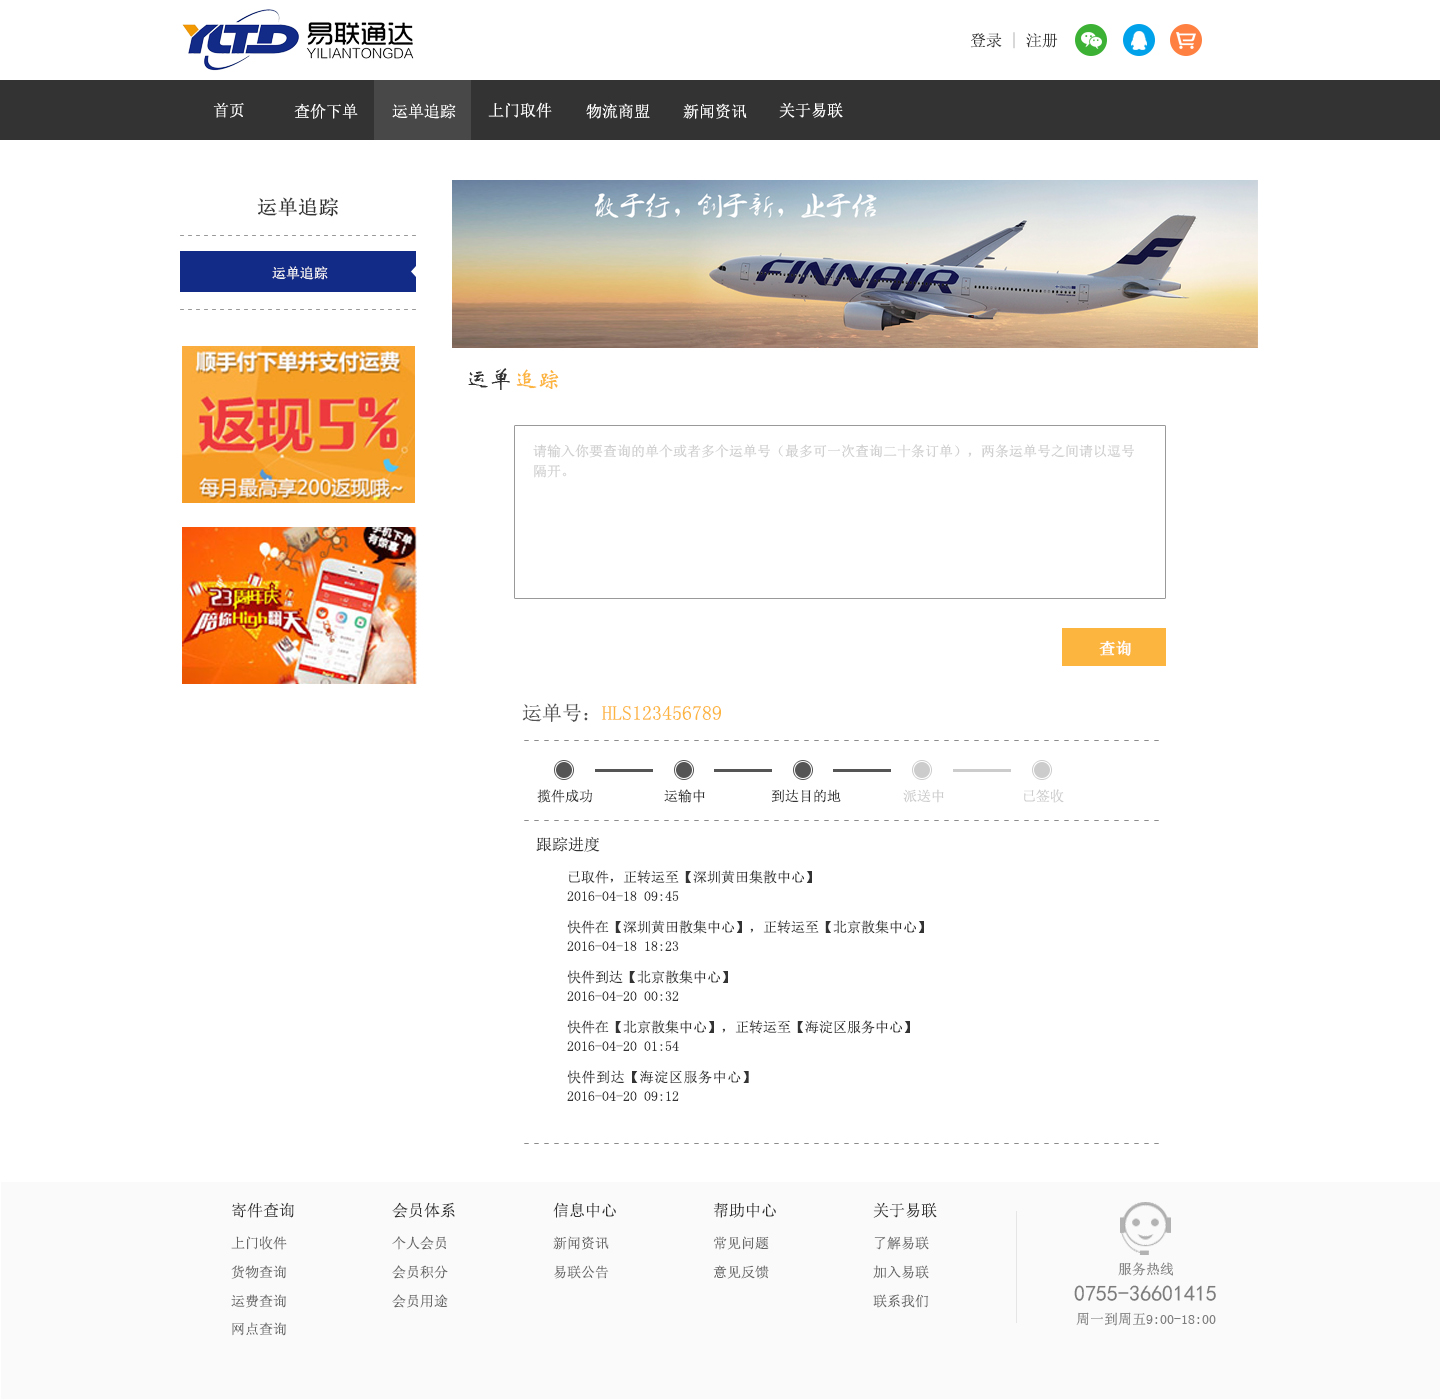 YLTD 易联通达
YILIANTONGDA
登录 | 注册
首页 查价下单 运单追踪 上门取件 物流商盟 新闻资讯 关于易联
运单追踪
运单追踪
顺手付下单并支付运费
返现5%
每月最高享200返现哦~
手机下单
有惊喜！
23周年庆
陪你High翻天
敢于行，创于新，止于信
FINNAIR
运单追踪
请输入你要查询的单个或者多个运单号（最多可一次查询二十条订单），两条运单号之间请以逗号
隔开。
查询
运单号：HLS123456789
揽件成功 运输中 到达目的地 派送中 已签收
跟踪进度
已取件，正转运至【深圳黄田集散中心】
2016-04-18 09:45
快件在【深圳黄田散集中心】，正转运至【北京散集中心】
2016-04-18 18:23
快件到达【北京散集中心】
2016-04-20 00:32
快件在【北京散集中心】，正转运至【海淀区服务中心】
2016-04-20 01:54
快件到达【海淀区服务中心】
2016-04-20 09:12
寄件查询 会员体系 信息中心 帮助中心 关于易联
上门收件 个人会员 新闻资讯 常见问题 了解易联
货物查询 会员积分 易联公告 意见反馈 加入易联
运费查询 会员用途 联系我们
网点查询
服务热线
0755-36601415
周一到周五9:00-18:00